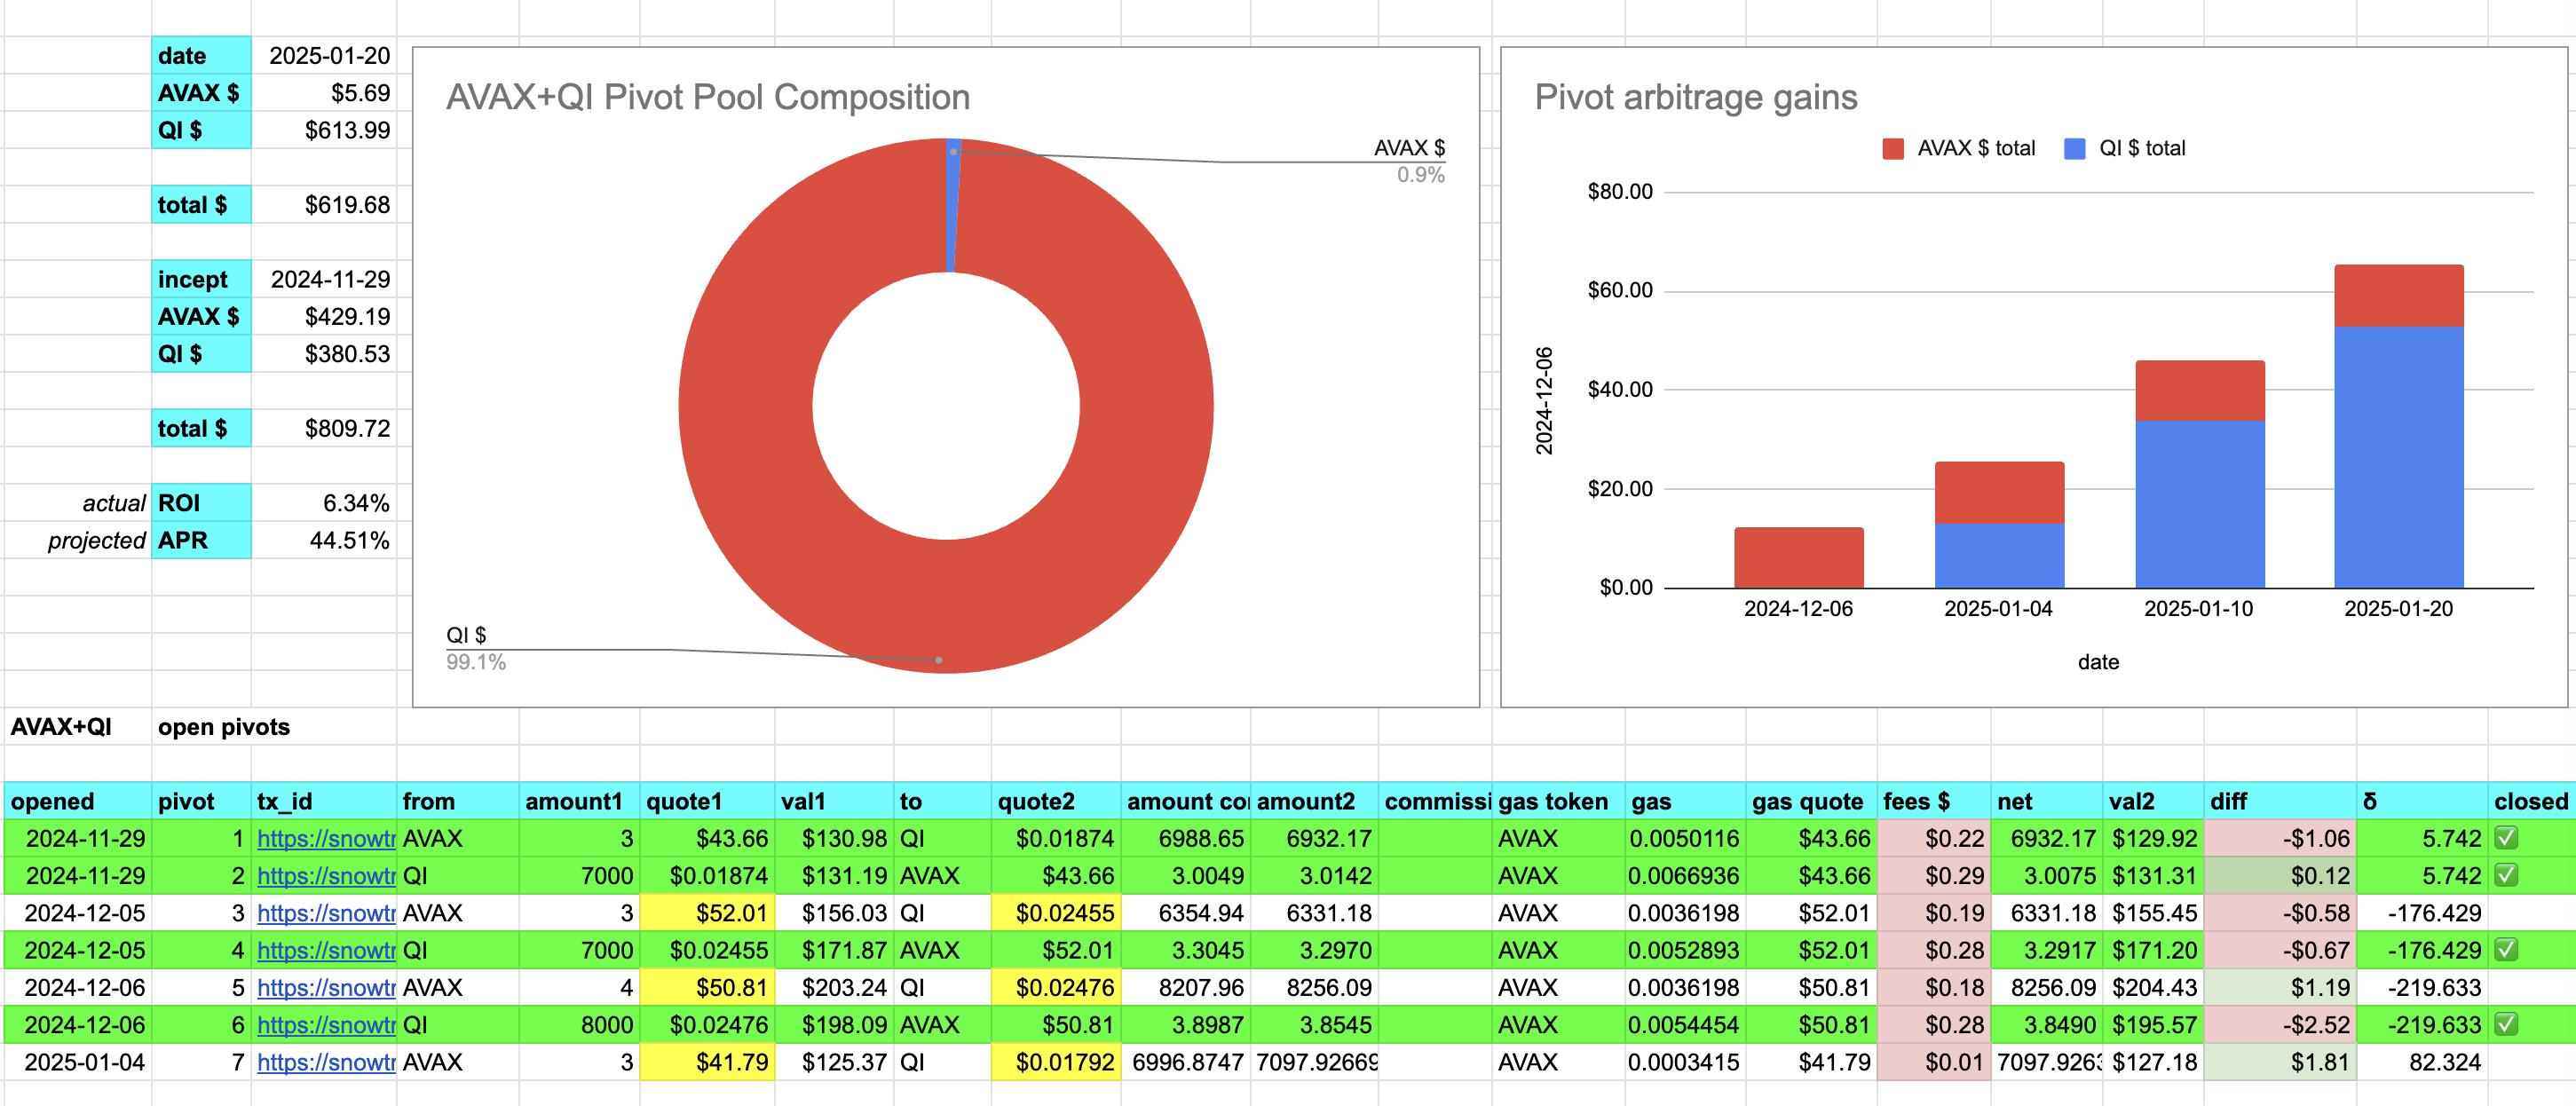 date 2025-01-20
AVAX $ $5.69
QI $ $613.99
total $ $619.68
incept 2024-11-29
AVAX $ $429.19
QI $ $380.53
total $ $809.72
actual ROI 6.34%
projected APR 44.51%
AVAX+QI Pivot Pool Composition
AVAX $
0.9%
QI $
99.1%
Pivot arbitrage gains
AVAX $ total QI $ total
$80.00
$60.00
$40.00
$20.00
$0.00
2024-12-06
2024-12-06 2025-01-04 2025-01-10 2025-01-20
date
AVAX+QI open pivots
opened pivot tx_id from amount1 quote1 val1 to quote2 amount co amount2 commissi gas token gas gas quote fees $ net val2 diff δ closed
2024-11-29 1 https://snowtr AVAX 3 $43.66 $130.98 QI $0.01874 6988.65 6932.17 AVAX 0.0050116 $43.66 $0.22 6932.17 $129.92 -$1.06 5.742 ✅
2024-11-29 2 https://snowtr QI 7000 $0.01874 $131.19 AVAX $43.66 3.0049 3.0142 AVAX 0.0066936 $43.66 $0.29 3.0075 $131.31 $0.12 5.742 ✅
2024-12-05 3 https://snowtr AVAX 3 $52.01 $156.03 QI $0.02455 6354.94 6331.18 AVAX 0.0036198 $52.01 $0.19 6331.18 $155.45 -$0.58 -176.429
2024-12-05 4 https://snowtr QI 7000 $0.02455 $171.87 AVAX $52.01 3.3045 3.2970 AVAX 0.0052893 $52.01 $0.28 3.2917 $171.20 -$0.67 -176.429 ✅
2024-12-06 5 https://snowtr AVAX 4 $50.81 $203.24 QI $0.02476 8207.96 8256.09 AVAX 0.0036198 $50.81 $0.18 8256.09 $204.43 $1.19 -219.633
2024-12-06 6 https://snowtr QI 8000 $0.02476 $198.09 AVAX $50.81 3.8987 3.8545 AVAX 0.0054454 $50.81 $0.28 3.8490 $195.57 -$2.52 -219.633 ✅
2025-01-04 7 https://snowtr AVAX 3 $41.79 $125.37 QI $0.01792 6996.8747 7097.92669 AVAX 0.0003415 $41.79 $0.01 7097.9263 $127.18 $1.81 82.324